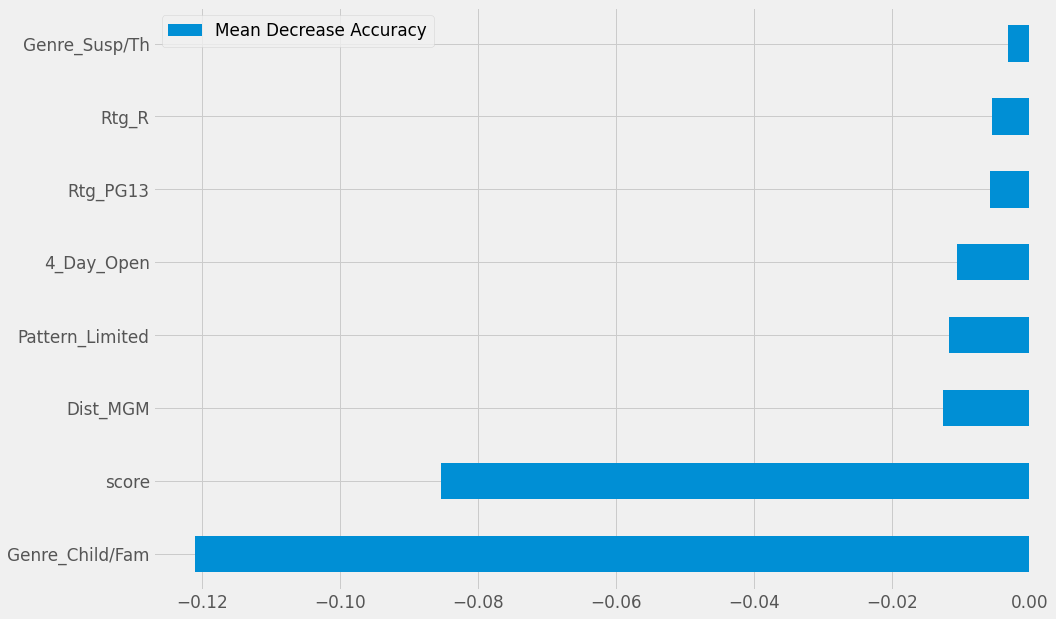 Mean Decrease Accuracy
Genre_Susp/Th
Rtg_R
Rtg_PG13
4_Day_Open
Pattern_Limited
Dist_MGM
score
Genre_Child/Fam
−0.12 −0.10 −0.08 −0.06 −0.04 −0.02 0.00